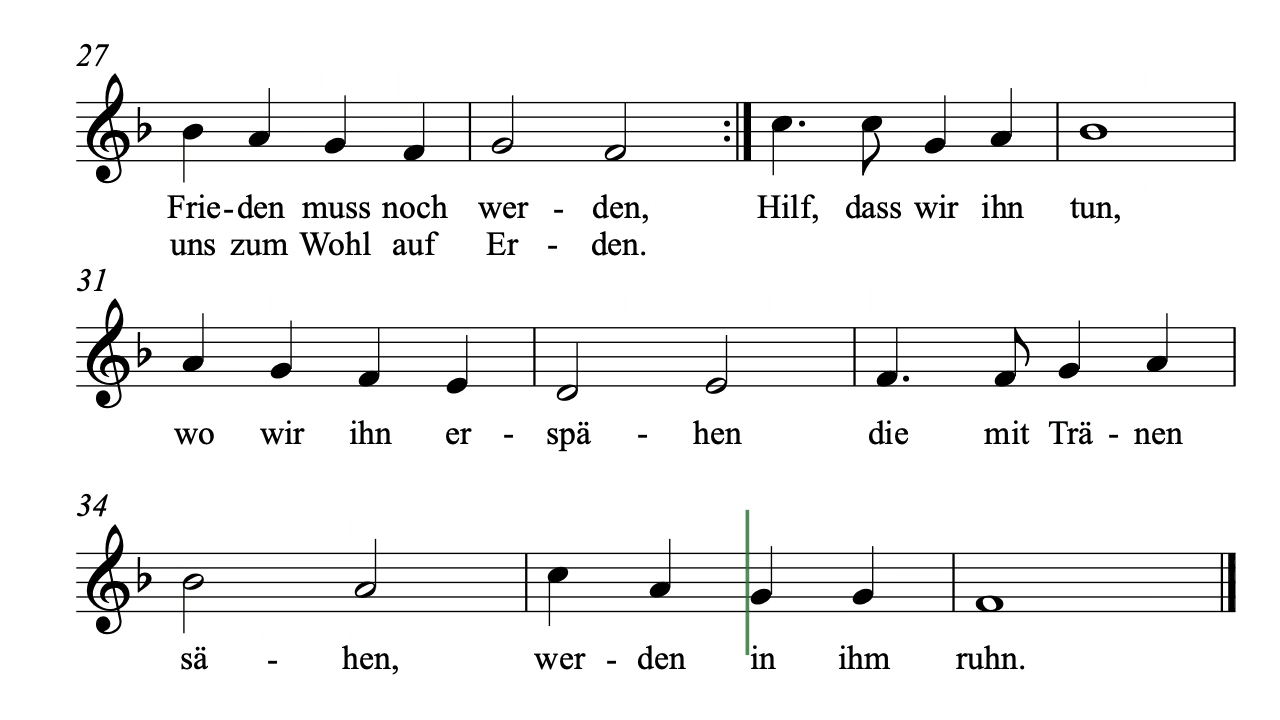 27
Frie-den muss noch wer - den, Hilf, dass wir ihn tun,
uns zum Wohl auf Er - den.
31
wo wir ihn er - spä - hen die mit Trä - nen
34
sä - hen, wer - den in ihm ruhn.